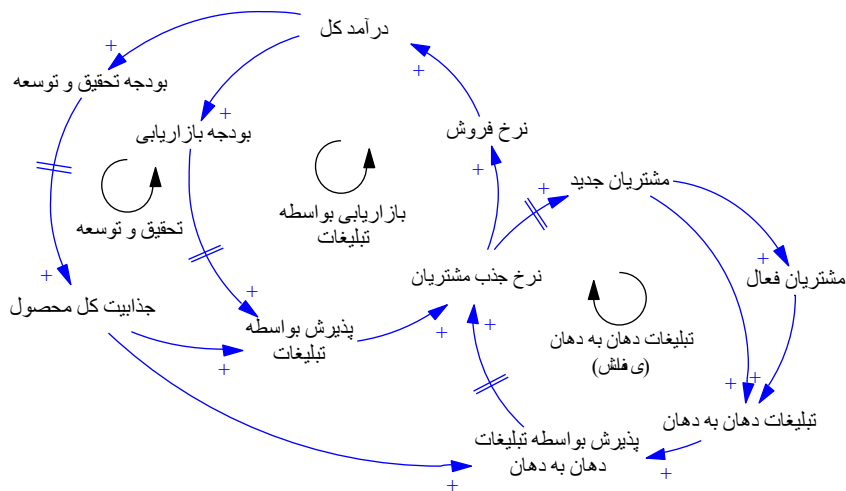 درآمد کل
بودجه تحقیق و توسعه
بودجه بازاریابی
نرخ فروش
مشتریان جدید
بازاریابی بواسطه
تبلیغات
تحقیق و توسعه
نرخ جذب مشتریان
مشتریان فعال
جذابیت کل محصول
پذیرش بواسطه
تبلیغات
تبلیغات دهان به دهان
(ی فلش)
تبلیغات دهان به دهان
پذیرش بواسطه تبلیغات
دهان به دهان